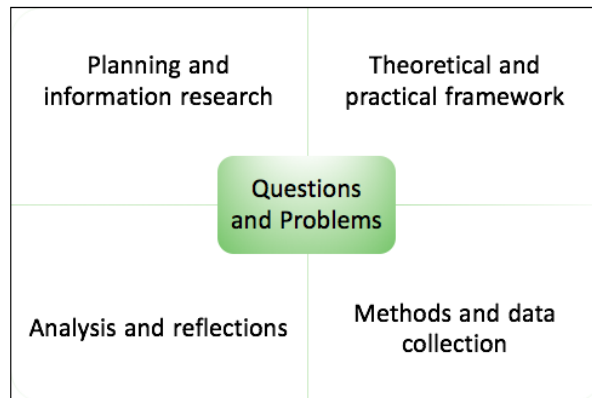 Planning and
information research
Theoretical and
practical framework
Questions
and Problems
Analysis and reflections
Methods and data
collection